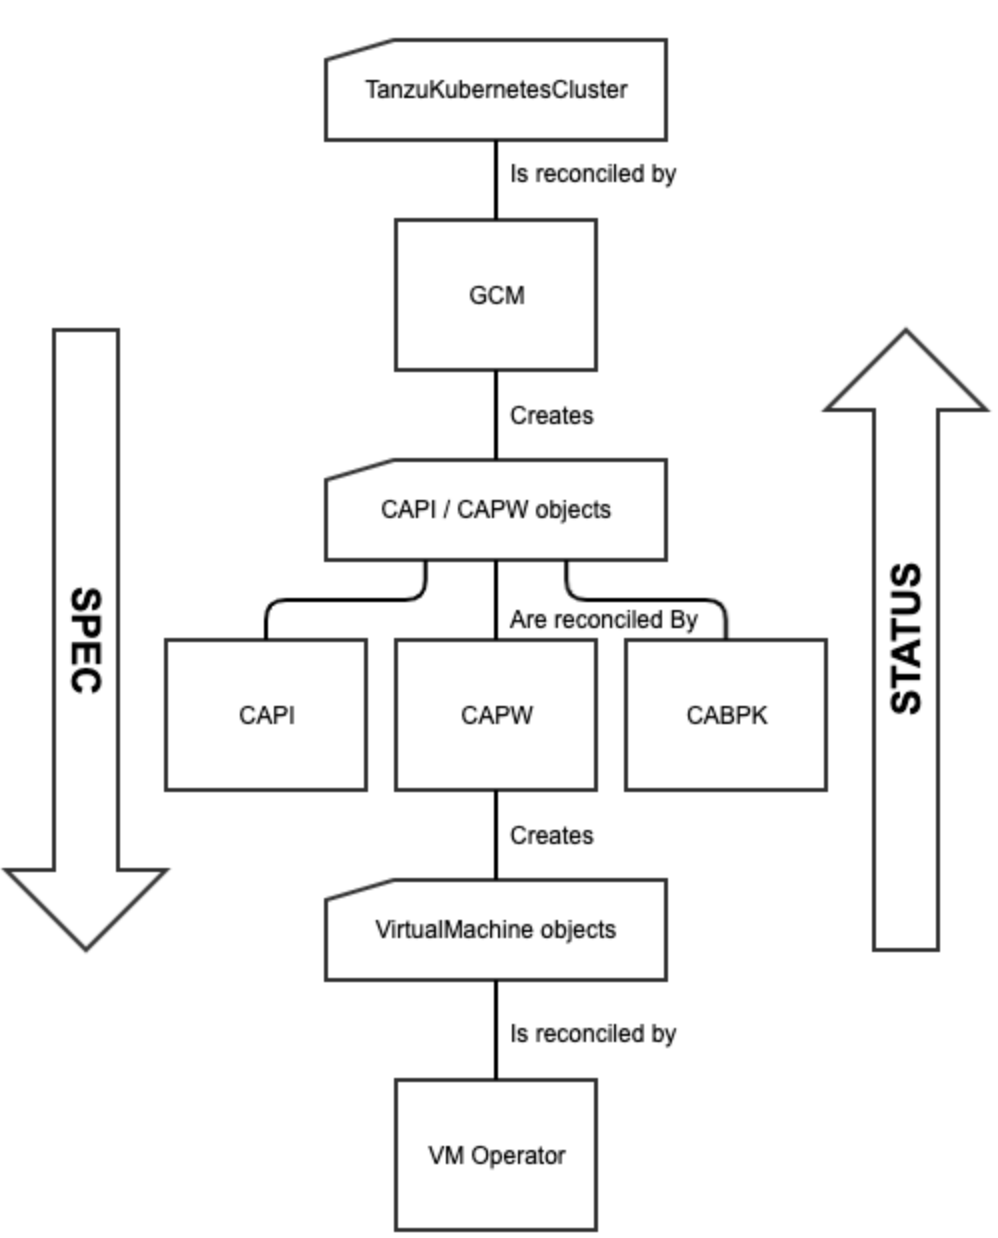 TanzuKubernetesCluster
Is reconciled by
GCM
Creates
CAPI / CAPW objects
Are reconciled By
CAPI
CAPW
CABPK
Creates
VirtualMachine objects
Is reconciled by
VM Operator
SPEC
STATUS